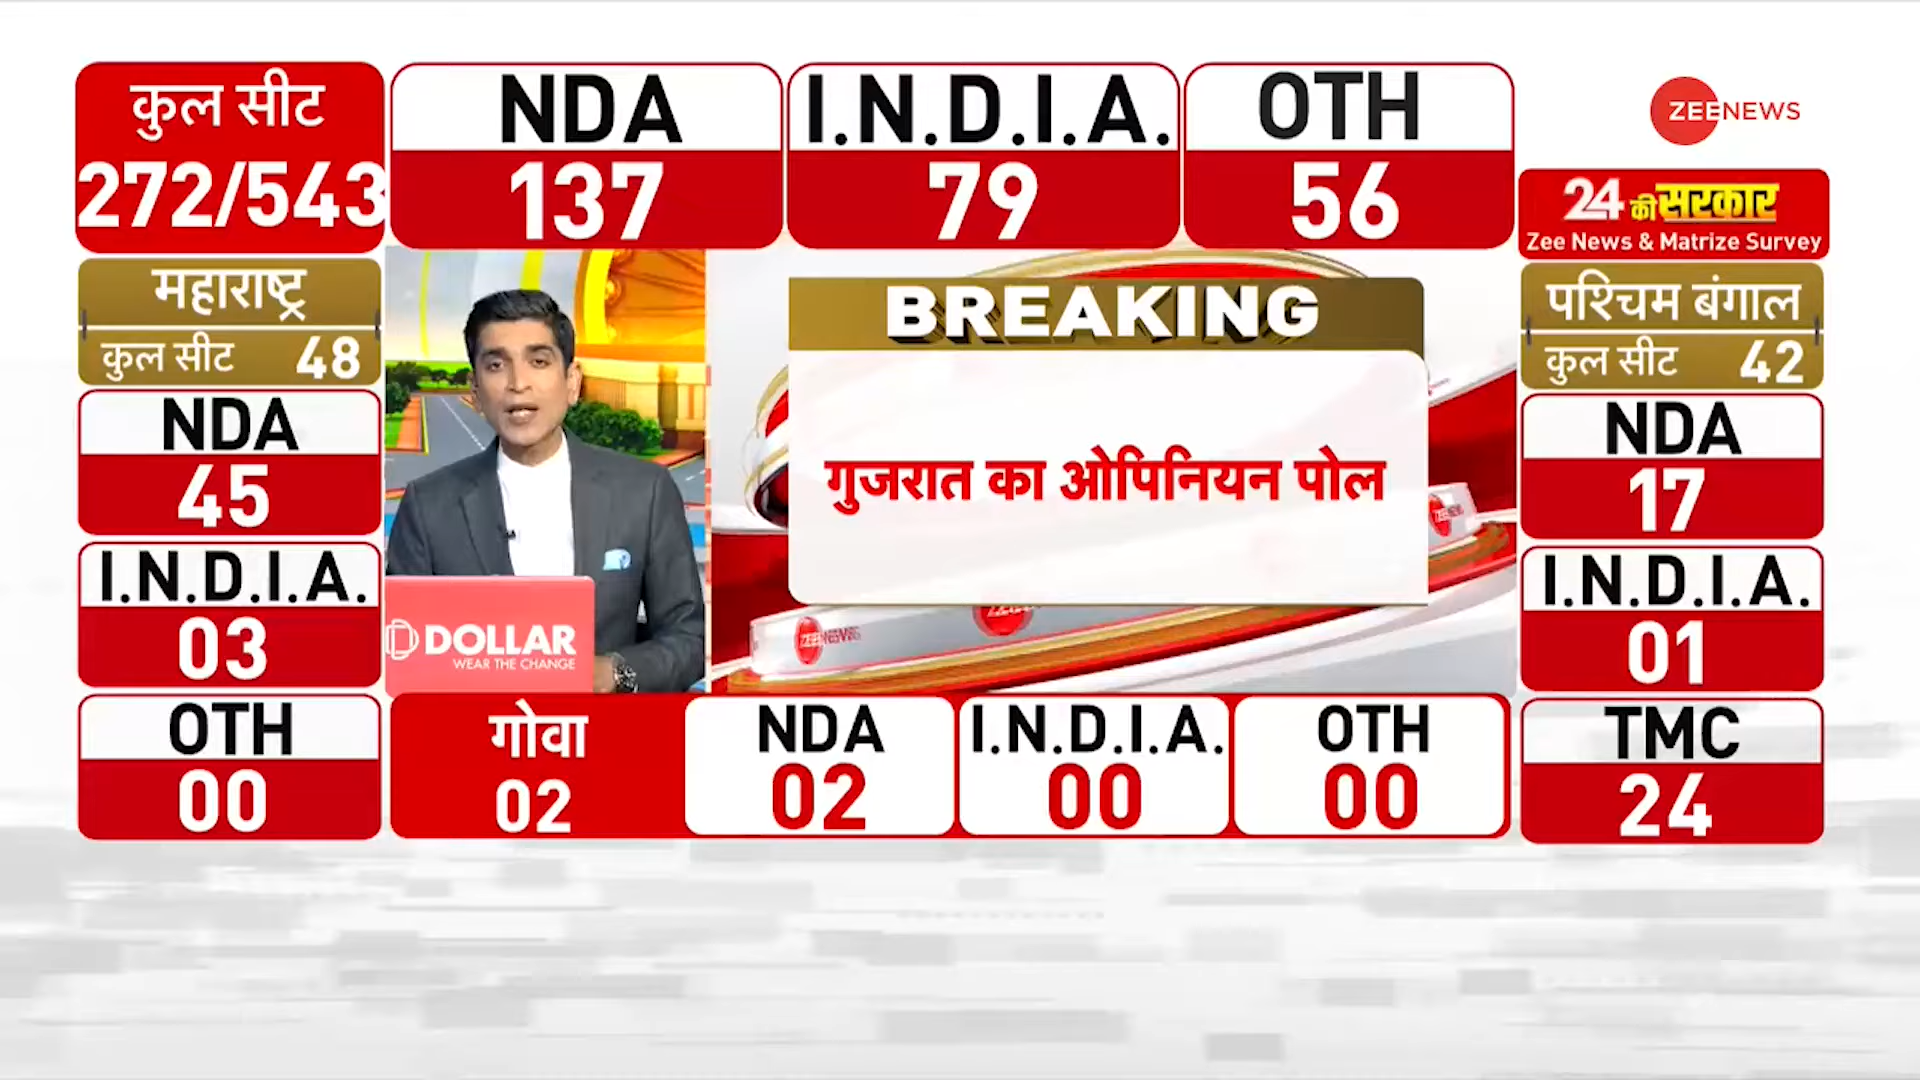 कुल सीट
272/543
NDA
137
I.N.D.I.A.
79
OTH
56
ZEENEWS
24 की सरकार
Zee News & Matrize Survey
महाराष्ट्र
कुल सीट 48
NDA
45
I.N.D.I.A.
03
OTH
00
BREAKING
गुजरात का ओपिनियन पोल
DOLLAR
WEAR THE CHANGE
ZEENEWS
गोवा
02
NDA
02
I.N.D.I.A.
00
OTH
00
पश्चिम बंगाल
कुल सीट 42
NDA
17
I.N.D.I.A.
01
TMC
24